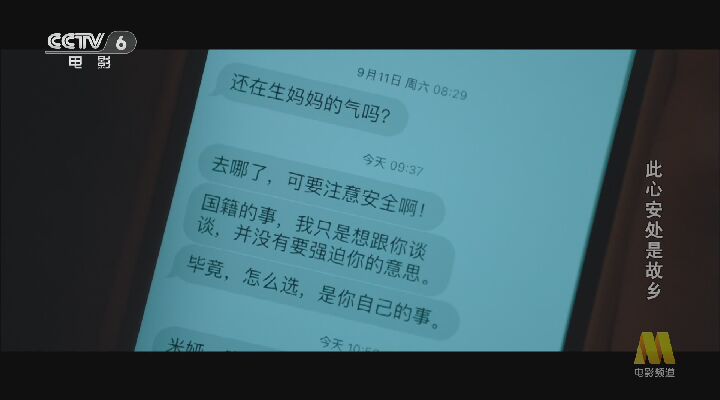 CCTV 6
电影
9月11日 周六 08:29
还在生妈妈的气吗?
今天 09:37
去哪了，可要注意安全啊！
国籍的事，我只是想跟你谈
谈，并没有要强迫你的意思。
毕竟，怎么选，是你自己的事。
今天
米娅
此心安处是故乡
电影频道